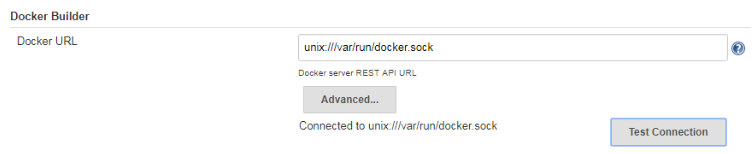 Docker Builder
Docker URL
unix:///var/run/docker.sock
Docker server REST API URL
Advanced...
Connected to unix:///var/run/docker.sock
Test Connection